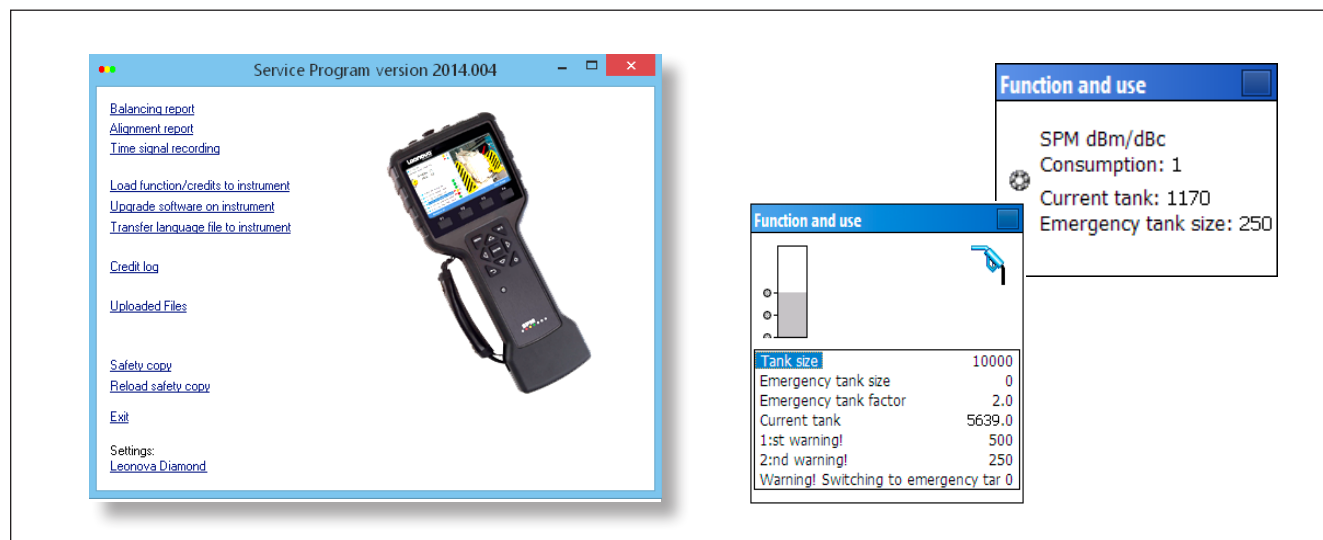 Service Program version 2014.004
Balancing report
Alignment report
Time signal recording
Load function/credits to instrument
Upgrade software on instrument
Transfer language file to instrument
Credit log
Uploaded Files
Safety copy
Reload safety copy
Exit
Settings:
Leonova Diamond
Leonova
Function and use
SPM dBm/dBc
Consumption: 1
Current tank: 1170
Emergency tank size: 250
Function and use
Tank size 10000
Emergency tank size 0
Emergency tank factor 2.0
Current tank 5639.0
1:st warning! 500
2:nd warning! 250
Warning! Switching to emergency tar 0